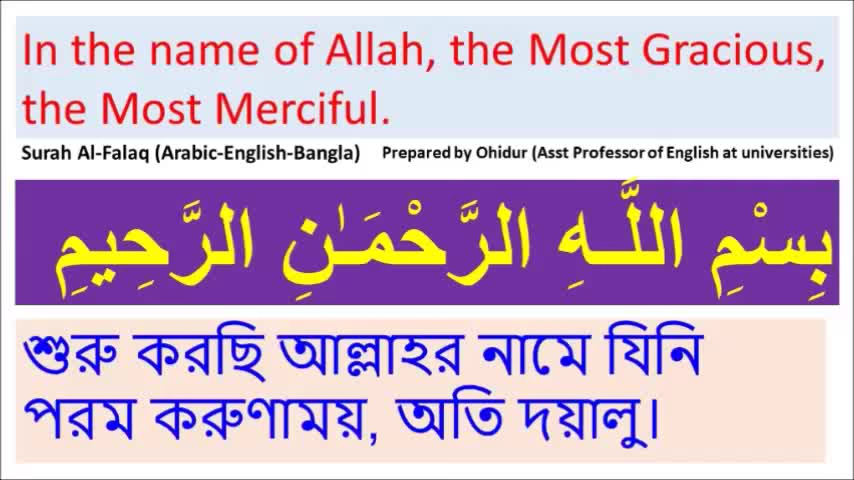 In the name of Allah, the Most Gracious,
the Most Merciful.
Surah Al-Falaq (Arabic-English-Bangla) Prepared by Ohidur (Asst Professor of English at universities)
بِسْمِ اللَّـهِ الرَّحْمَـٰنِ الرَّحِيمِ
শুরু করছি আল্লাহর নামে যিনি
পরম করুণাময়, অতি দয়ালু।